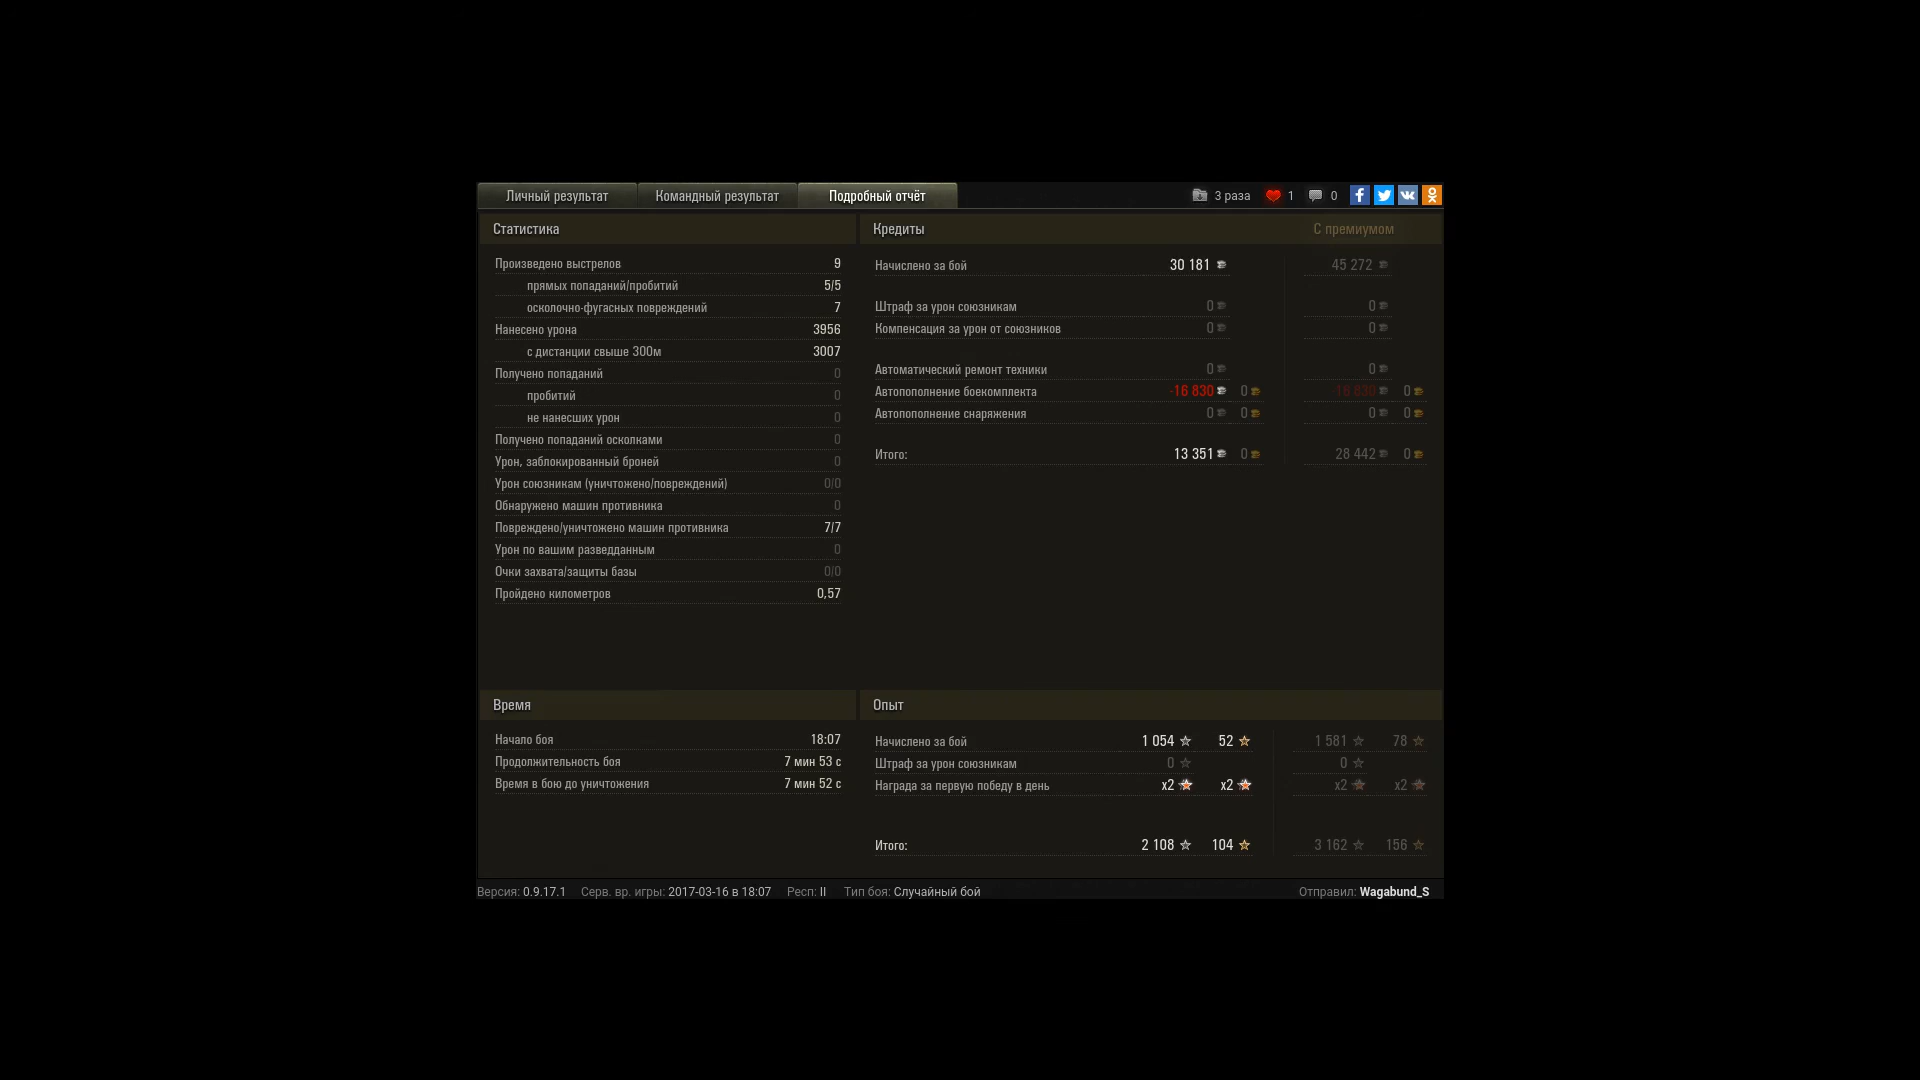 Личный результат Командный результат Подробный отчёт 3 раза 1 0
Статистика
Произведено выстрелов 9
прямых попаданий/пробитий 5/5
осколочно-фугасных повреждений 7
Нанесено урона 3956
с дистанции свыше 300м 3007
Получено попаданий 0
пробитий 0
не нанесших урон 0
Получено попаданий осколками 0
Урон, заблокированный броней 0
Урон союзникам (уничтожено/повреждений) 0/0
Обнаружено машин противника 0
Повреждено/уничтожено машин противника 7/7
Урон по вашим разведданным 0
Очки захвата/защиты базы 0/0
Пройдено километров 0,57
Кредиты С премиумом
Начислено за бой 30 181 45 272
Штраф за урон союзникам 0 0
Компенсация за урон от союзников 0 0
Автоматический ремонт техники 0 0
Автопополнение боекомплекта -16 830 0 -16 830 0
Автопополнение снаряжения 0 0 0 0
Итого: 13 351 0 28 442 0
Время
Начало боя 18:07
Продолжительность боя 7 мин 53 с
Время в бою до уничтожения 7 мин 52 с
Опыт
Начислено за бой 1 054 52 1 581 78
Штраф за урон союзникам 0 0
Награда за первую победу в день x2 x2 x2 x2
Итого: 2 108 104 3 162 156
Версия: 0.9.17.1 Серв. вр. игры: 2017-03-16 в 18:07 Респ: II Тип боя: Случайный бой Отправил: Wagabund_S